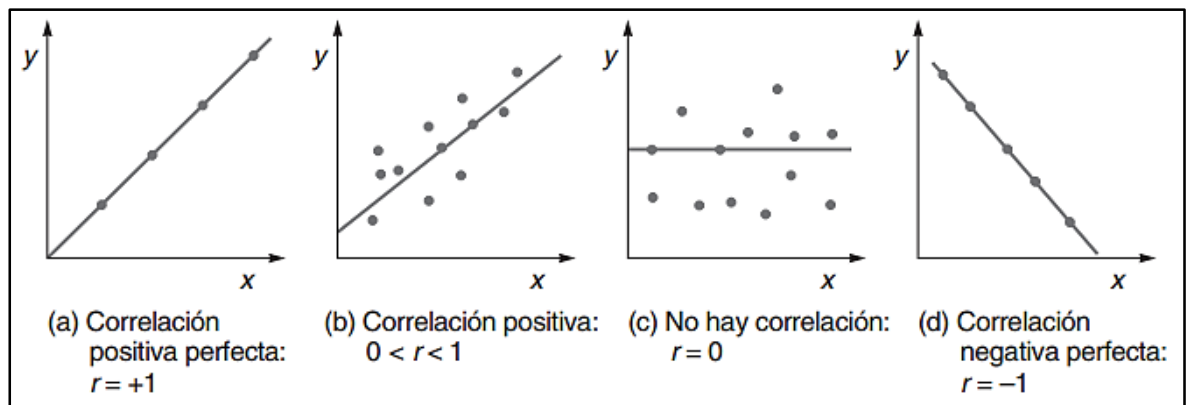 y
x
(a) Correlación
positiva perfecta:
r = +1
y
x
(b) Correlación positiva:
0 < r < 1
y
x
(c) No hay correlación:
r = 0
y
x
(d) Correlación
negativa perfecta:
r = –1